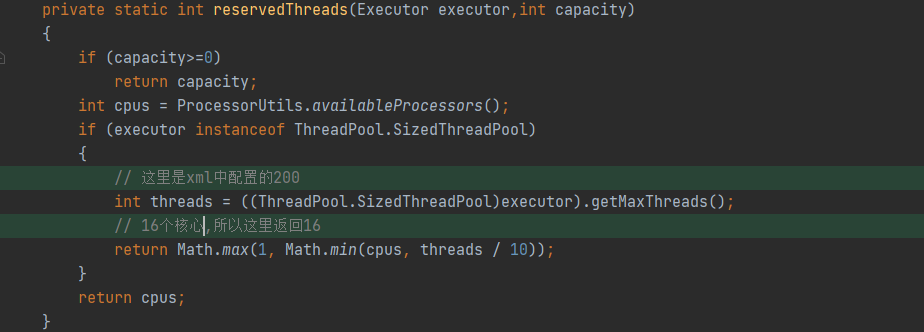 private static int reservedThreads(Executor executor,int capacity)
{
if (capacity>=0)
return capacity;
int cpus = ProcessorUtils.availableProcessors();
if (executor instanceof ThreadPool.SizedThreadPool)
{
// 这里是xml中配置的200
int threads = ((ThreadPool.SizedThreadPool)executor).getMaxThreads();
// 16个核心,所以这里返回16
return Math.max(1, Math.min(cpus, threads / 10));
}
return cpus;
}